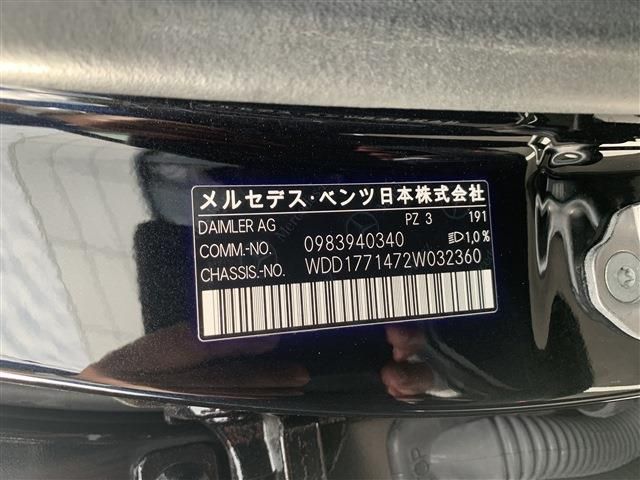 メルセデス・ベンツ日本株式会社
DAIMLER AG PZ 3 191
COMM.-NO. 0983940340 1,0%
CHASSIS.-NO. WDD1771472W032360